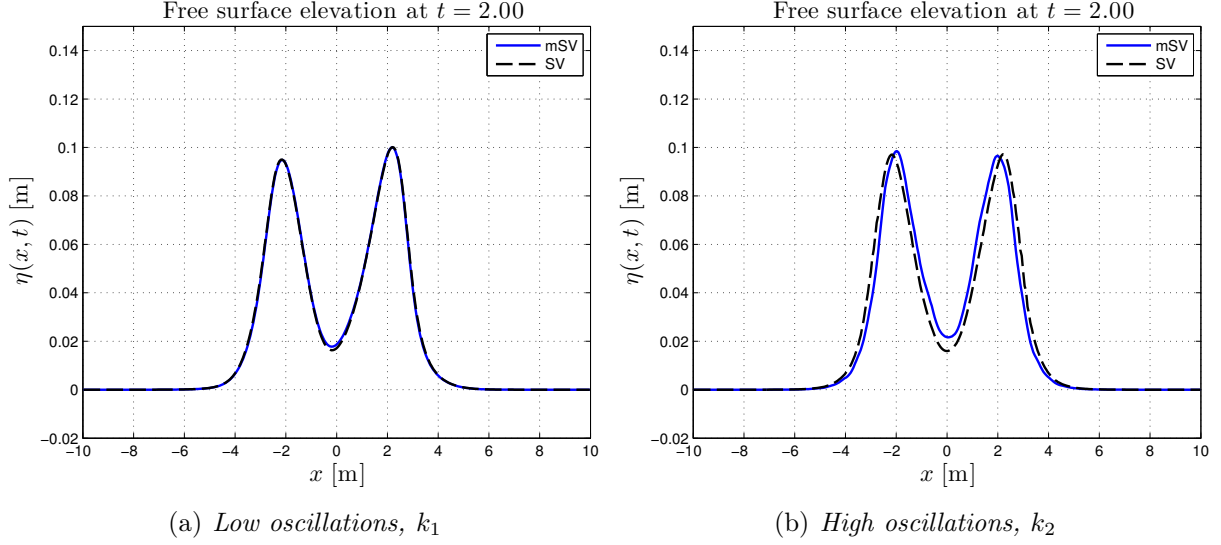 Free surface elevation at t = 2.00
mSV
SV
0.14
0.12
0.1
0.08
0.06
0.04
0.02
0
−0.02
η(x, t) [m]
−10 −8 −6 −4 −2 0 2 4 6 8 10
x [m]
(a) Low oscillations, k₁
Free surface elevation at t = 2.00
mSV
SV
0.14
0.12
0.1
0.08
0.06
0.04
0.02
0
−0.02
η(x, t) [m]
−10 −8 −6 −4 −2 0 2 4 6 8 10
x [m]
(b) High oscillations, k₂